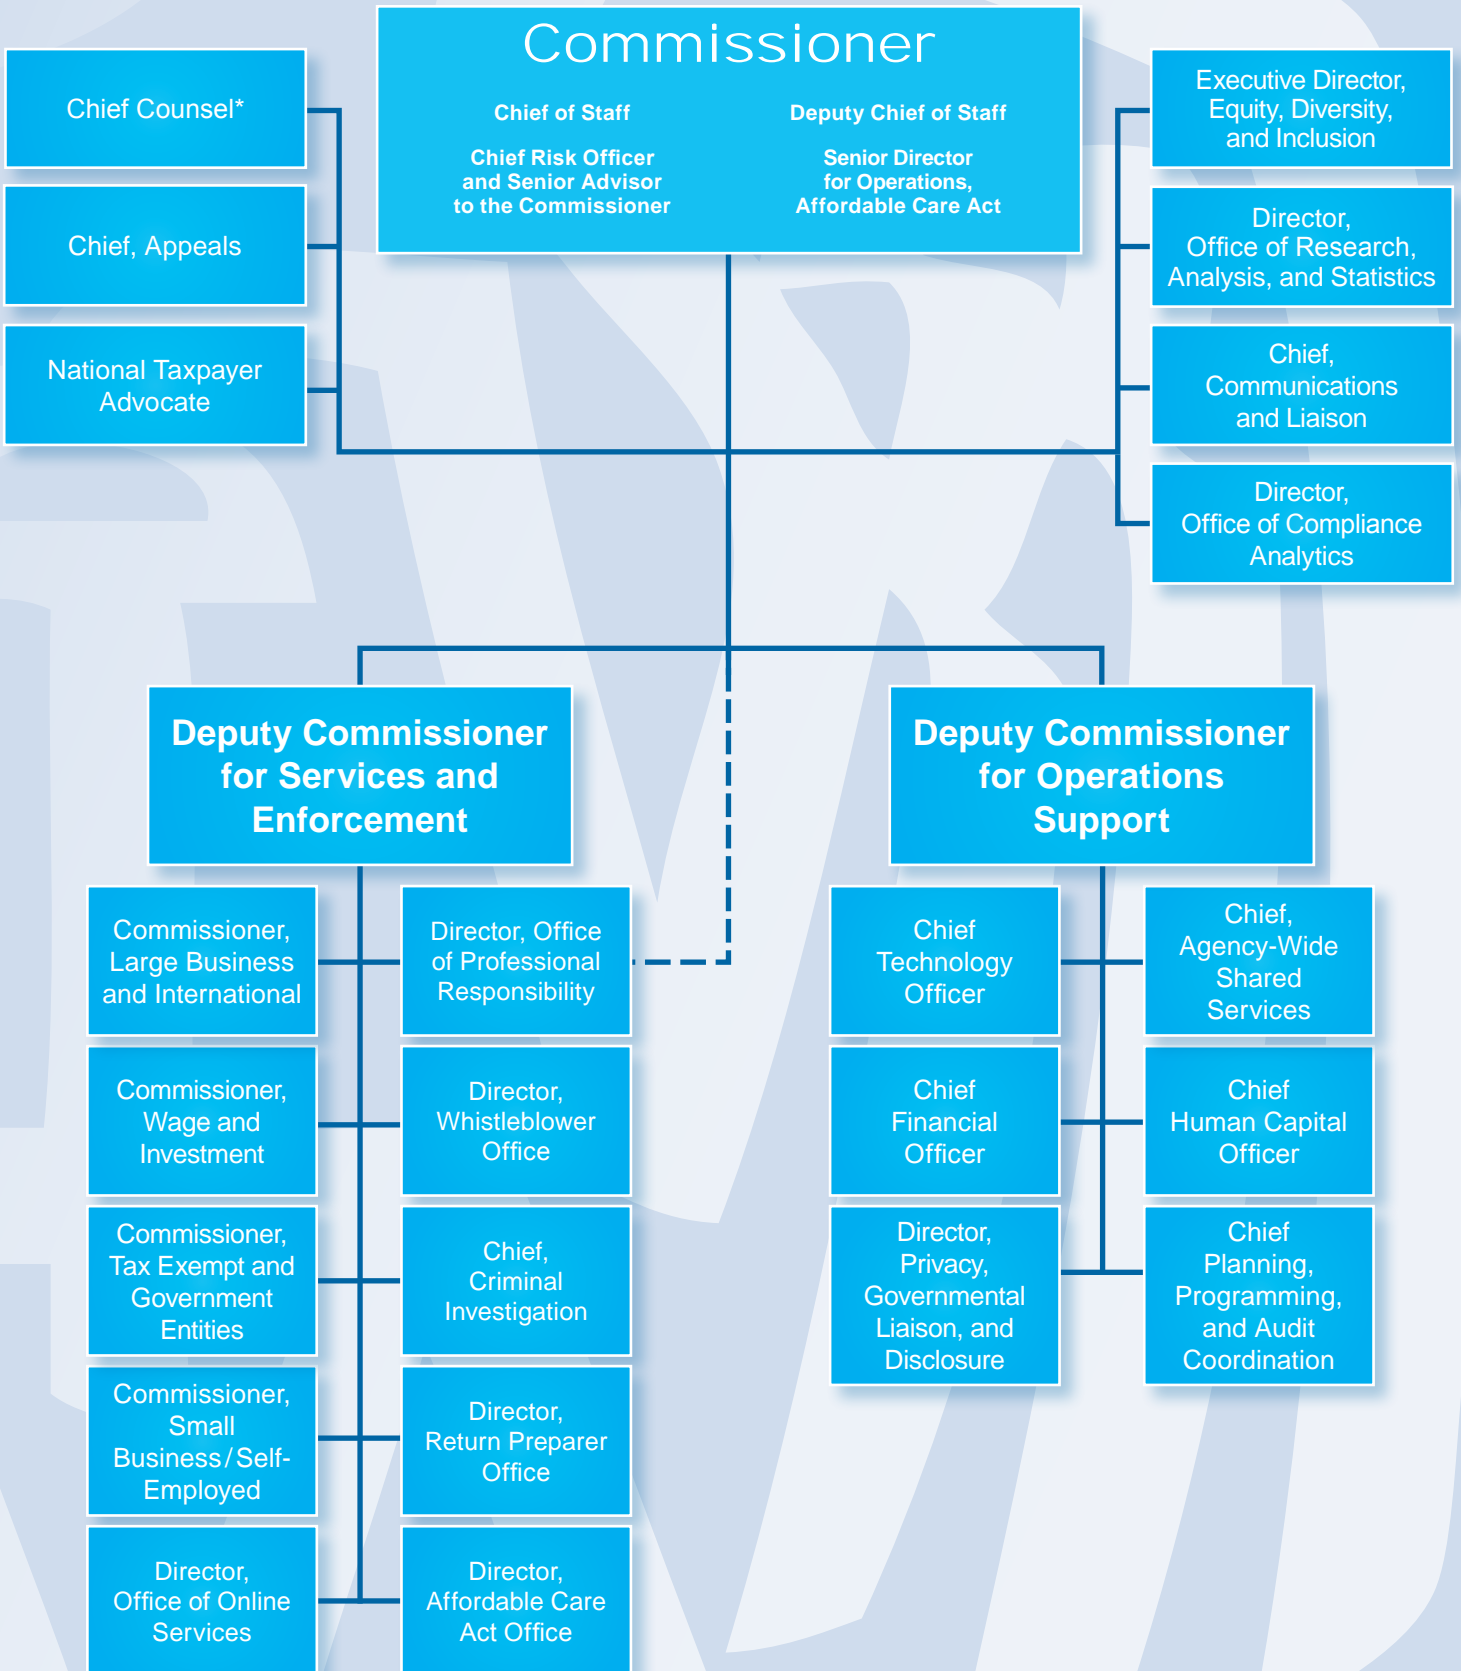 Commissioner
Chief of Staff
Chief Risk Officer
and Senior Advisor
to the Commissioner
Deputy Chief of Staff
Senior Director
for Operations,
Affordable Care Act
Chief Counsel*
Chief, Appeals
National Taxpayer
Advocate
Executive Director,
Equity, Diversity,
and Inclusion
Director,
Office of Research,
Analysis, and Statistics
Chief,
Communications
and Liaison
Director,
Office of Compliance
Analytics
Deputy Commissioner
for Services and
Enforcement
Commissioner,
Large Business
and International
Director, Office
of Professional
Responsibility
Commissioner,
Wage and
Investment
Director,
Whistleblower
Office
Commissioner,
Tax Exempt and
Government
Entities
Chief,
Criminal
Investigation
Commissioner,
Small
Business/Self-
Employed
Director,
Return Preparer
Office
Director,
Office of Online
Services
Director,
Affordable Care
Act Office
Deputy Commissioner
for Operations
Support
Chief
Technology
Officer
Chief,
Agency-Wide
Shared
Services
Chief
Financial
Officer
Chief
Human Capital
Officer
Director,
Privacy,
Governmental
Liaison, and
Disclosure
Chief
Planning,
Programming,
and Audit
Coordination